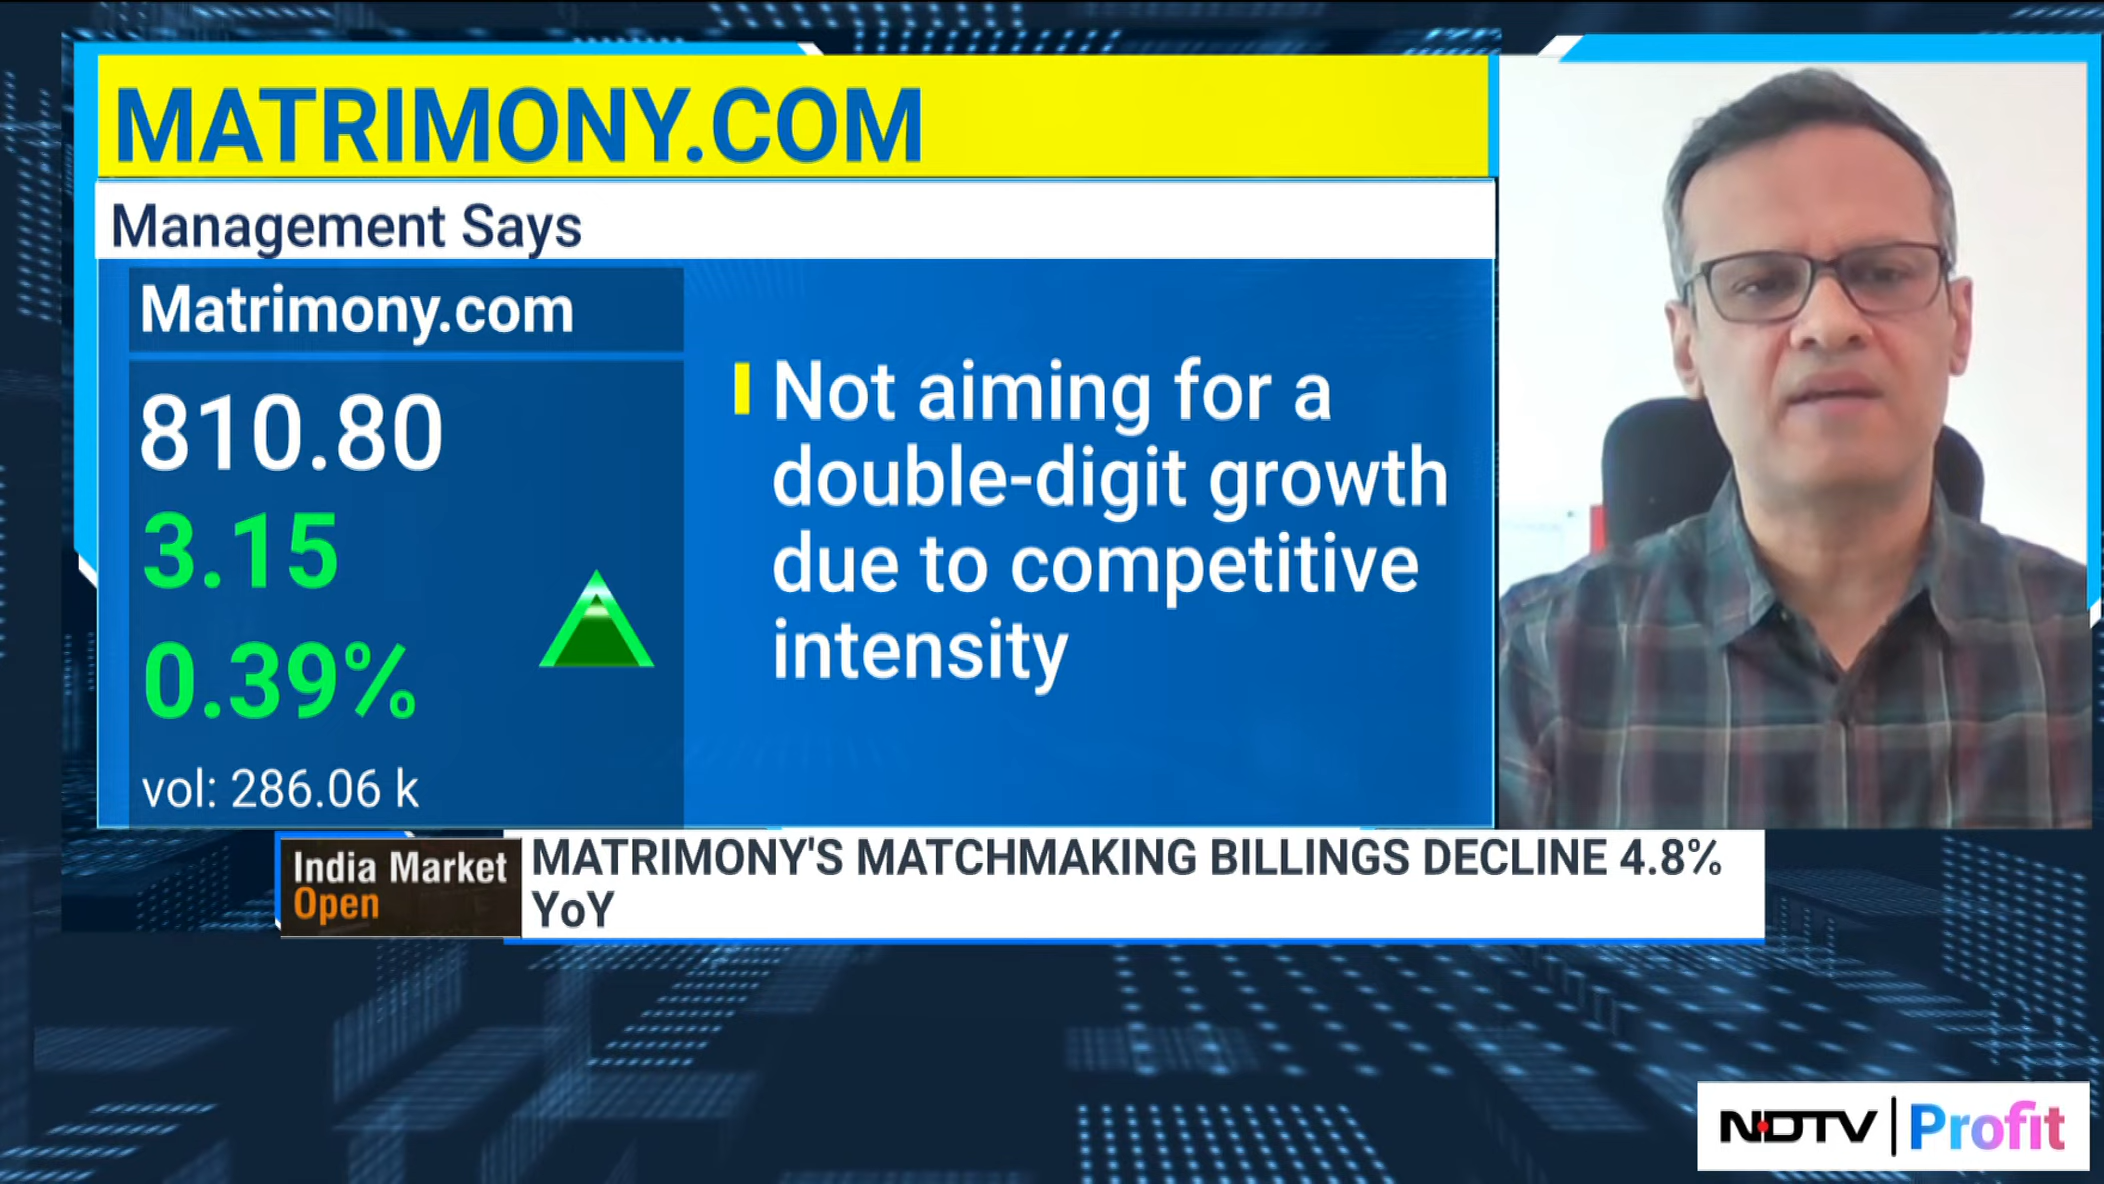 MATRIMONY.COM
Management Says
Matrimony.com
810.80
3.15
0.39%
vol: 286.06 k
Not aiming for a
double-digit growth
due to competitive
intensity
India Market
Open
MATRIMONY'S MATCHMAKING BILLINGS DECLINE 4.8%
YoY
NDTV | Profit